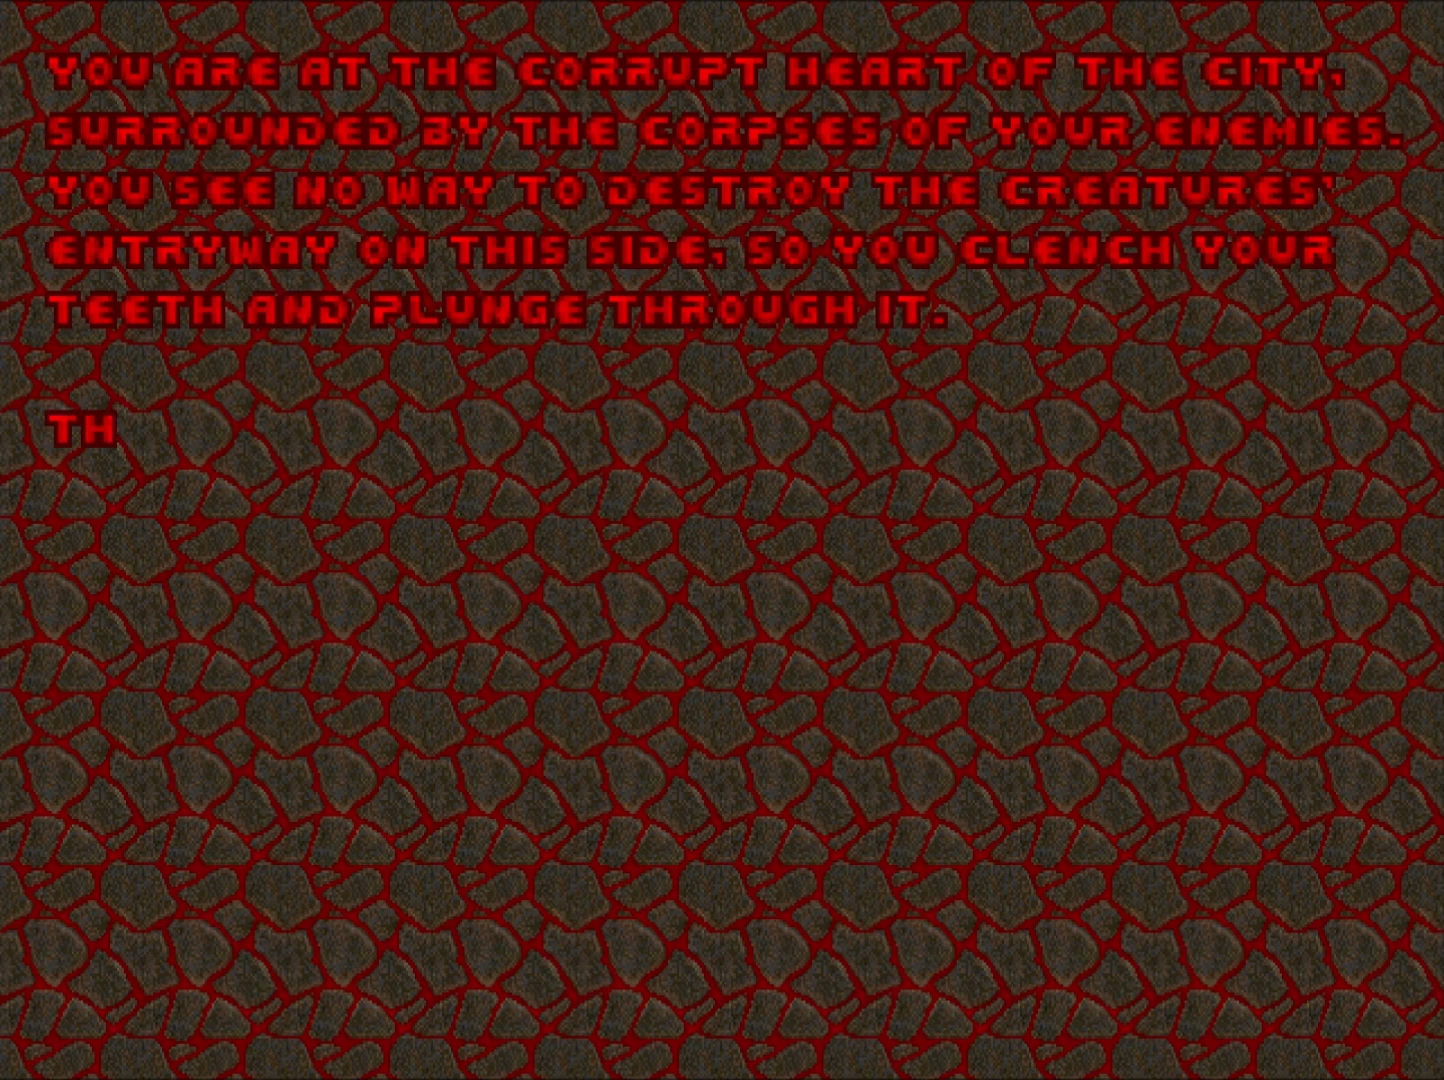 YOU ARE AT THE CORRUPT HEART OF THE CITY,
SURROUNDED BY THE CORPSES OF YOUR ENEMIES.
YOU SEE NO WAY TO DESTROY THE CREATURES'
ENTRYWAY ON THIS SIDE, SO YOU CLENCH YOUR
TEETH AND PLUNGE THROUGH IT.
TH